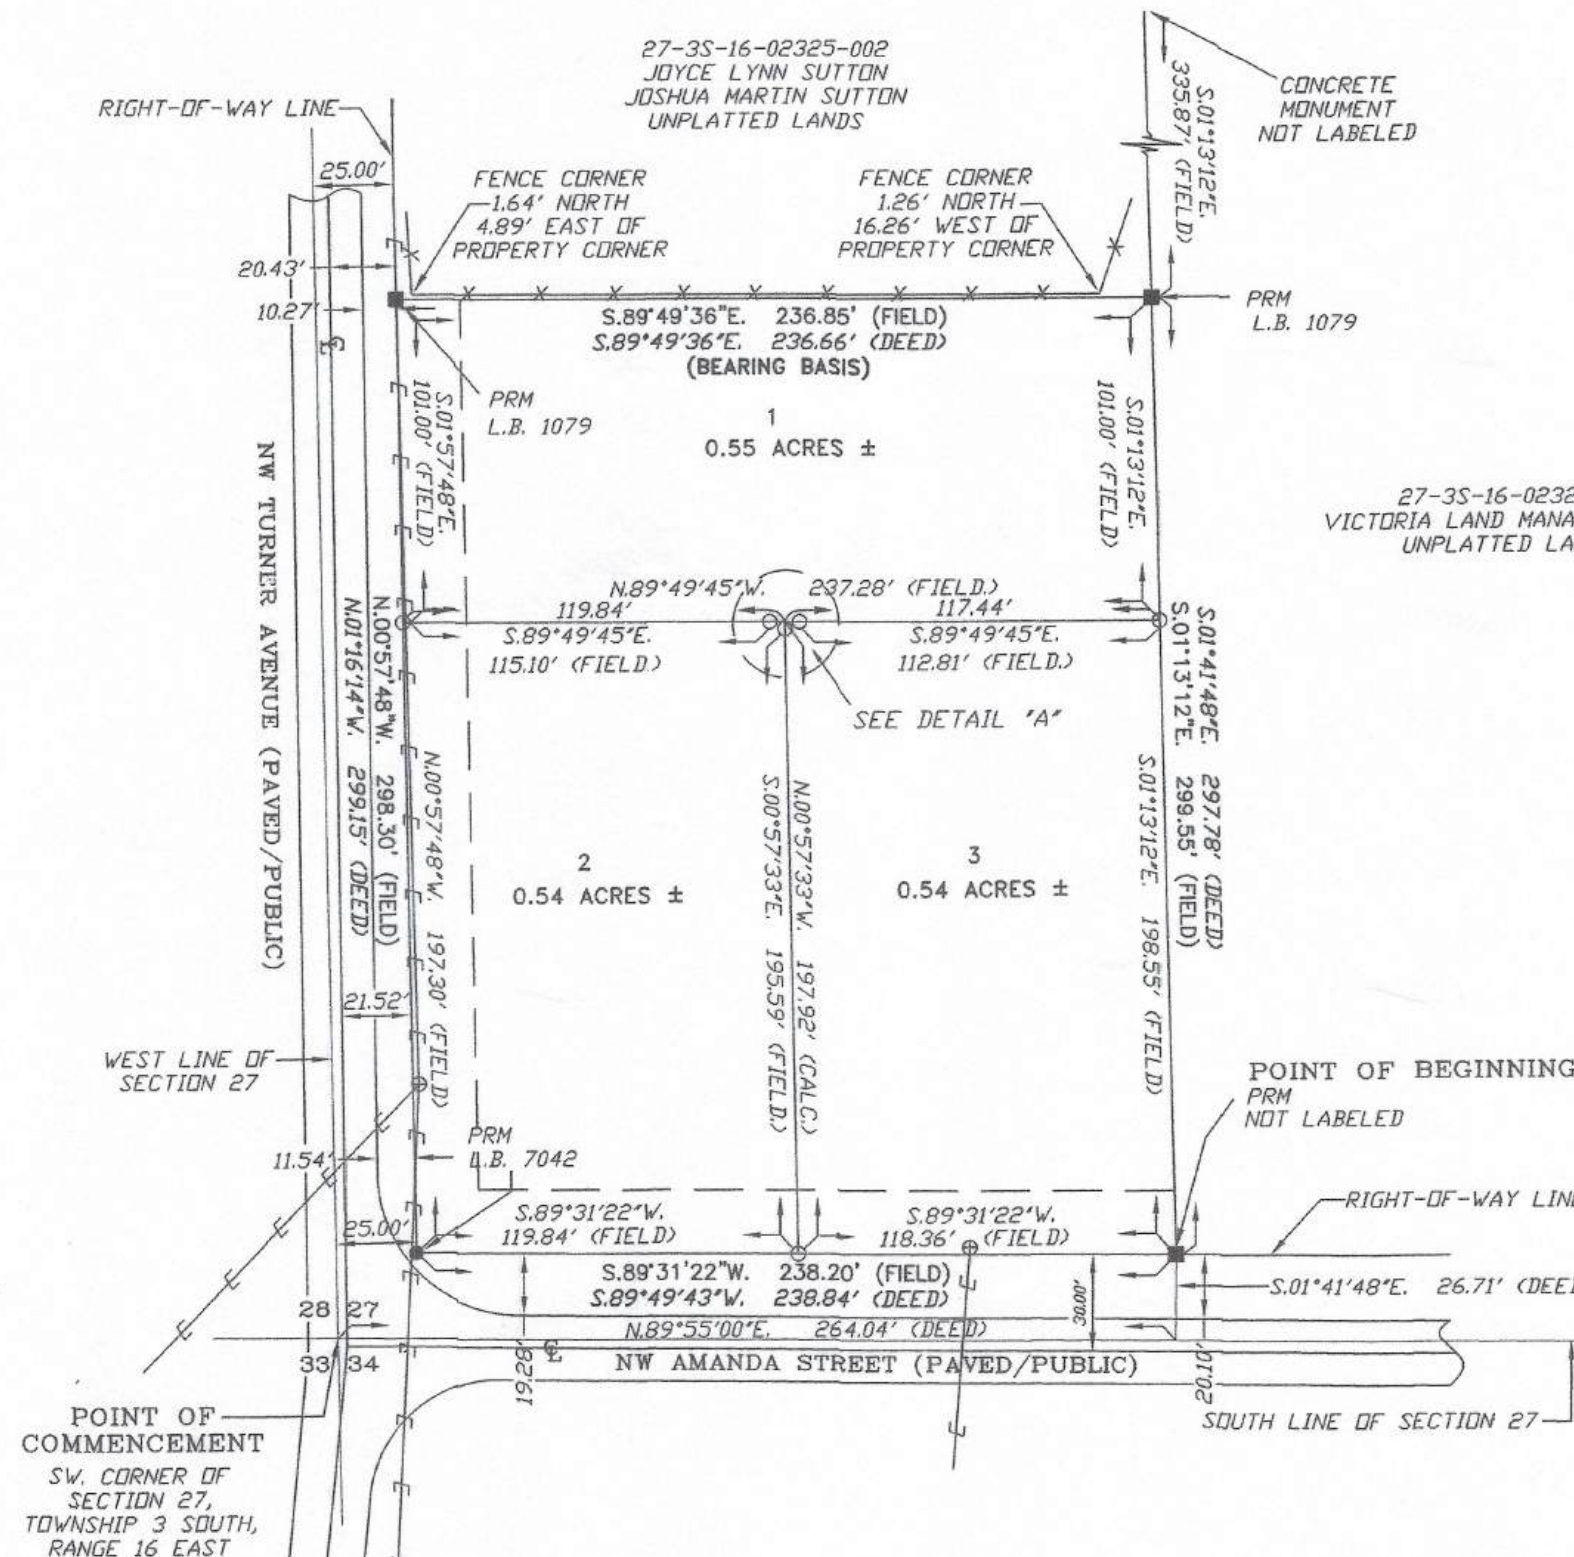 27-3S-16-02325-002
JOYCE LYNN SUTTON
JOSHUA MARTIN SUTTON
UNPLATTED LANDS
RIGHT-OF-WAY LINE
CONCRETE
MONUMENT
NOT LABELED
S.01°13'12"E.
335.87' (FIELD)
25.00'
FENCE CORNER
1.64' NORTH
4.89' EAST OF
PROPERTY CORNER
FENCE CORNER
1.26' NORTH
16.26' WEST OF
PROPERTY CORNER
20.43'
10.27'
PRM
L.B. 1079
S.89°49'36"E. 236.85' (FIELD)
S.89°49'36"E. 236.66' (DEED)
(BEARING BASIS)
PRM
L.B. 1079
1
0.55 ACRES ±
S.01°57'48"E.
101.00' (FIELD)
S.01°13'12"E.
101.00' (FIELD)
NW TURNER AVENUE (PAVED/PUBLIC)
27-3S-16-0232
VICTORIA LAND MANA
UNPLATTED LA
N.89°49'45"W. 237.28' (FIELD.)
119.84'
117.44'
S.89°49'45"E.
115.10' (FIELD.)
S.89°49'45"E.
112.81' (FIELD.)
SEE DETAIL "A"
N.00°57'48"W. 298.30' (FIELD)
N.01°16'14"W. 299.15' (DEED)
N.00°57'48"W. 197.30' (FIELD)
N.00°57'33"W. 197.92' (CALC.)
S.00°57'33"E. 195.59' (FIELD.)
S.01°13'12"E. 198.55' (FIELD)
S.01°41'48"E. 297.78' (DEED)
S.01°13'12"E. 299.55' (FIELD)
2
0.54 ACRES ±
3
0.54 ACRES ±
21.52'
WEST LINE OF
SECTION 27
POINT OF BEGINNING
PRM
NOT LABELED
PRM
L.B. 7042
11.54'
RIGHT-OF-WAY LINE
25.00'
S.89°31'22"W.
119.84' (FIELD)
S.89°31'22"W.
118.36' (FIELD)
S.89°31'22"W. 238.20' (FIELD)
S.89°49'43"W. 238.84' (DEED)
N.89°55'00"E. 264.04' (DEED)
30.00'
S.01°41'48"E. 26.71' (DEE
28 27
33 34
19.28'
NW AMANDA STREET (PAVED/PUBLIC)
20.10'
SOUTH LINE OF SECTION 27
POINT OF
COMMENCEMENT
SW. CORNER OF
SECTION 27,
TOWNSHIP 3 SOUTH,
RANGE 16 EAST